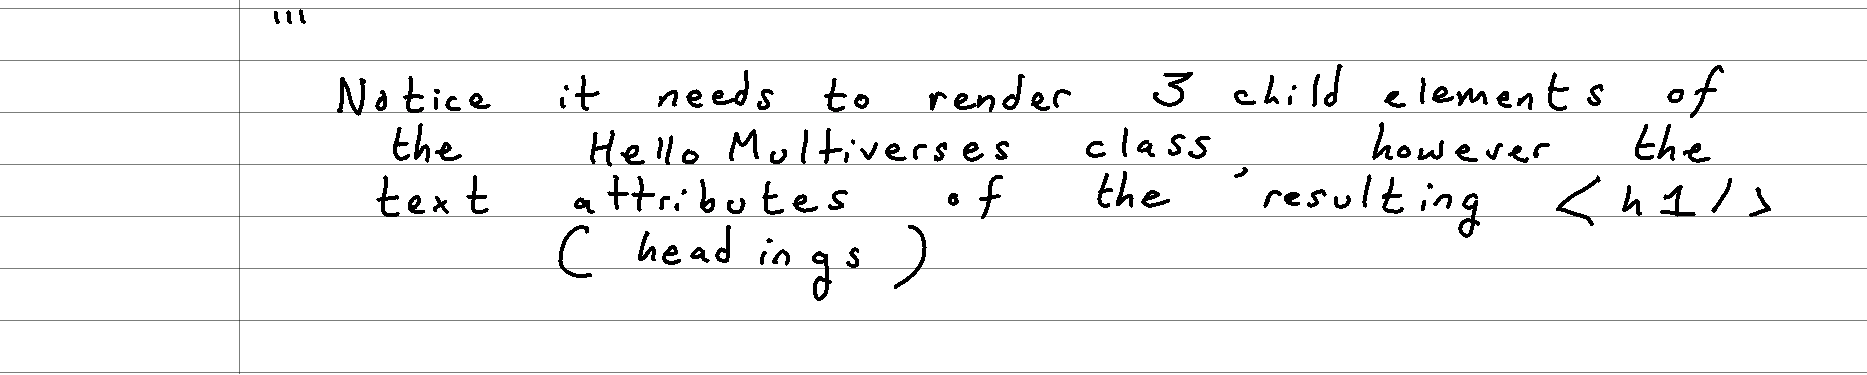 '''
Notice it needs to render 3 child elements of
the Hello Multiverses class, however the
text attributes of the resulting <h1/>
(headings)